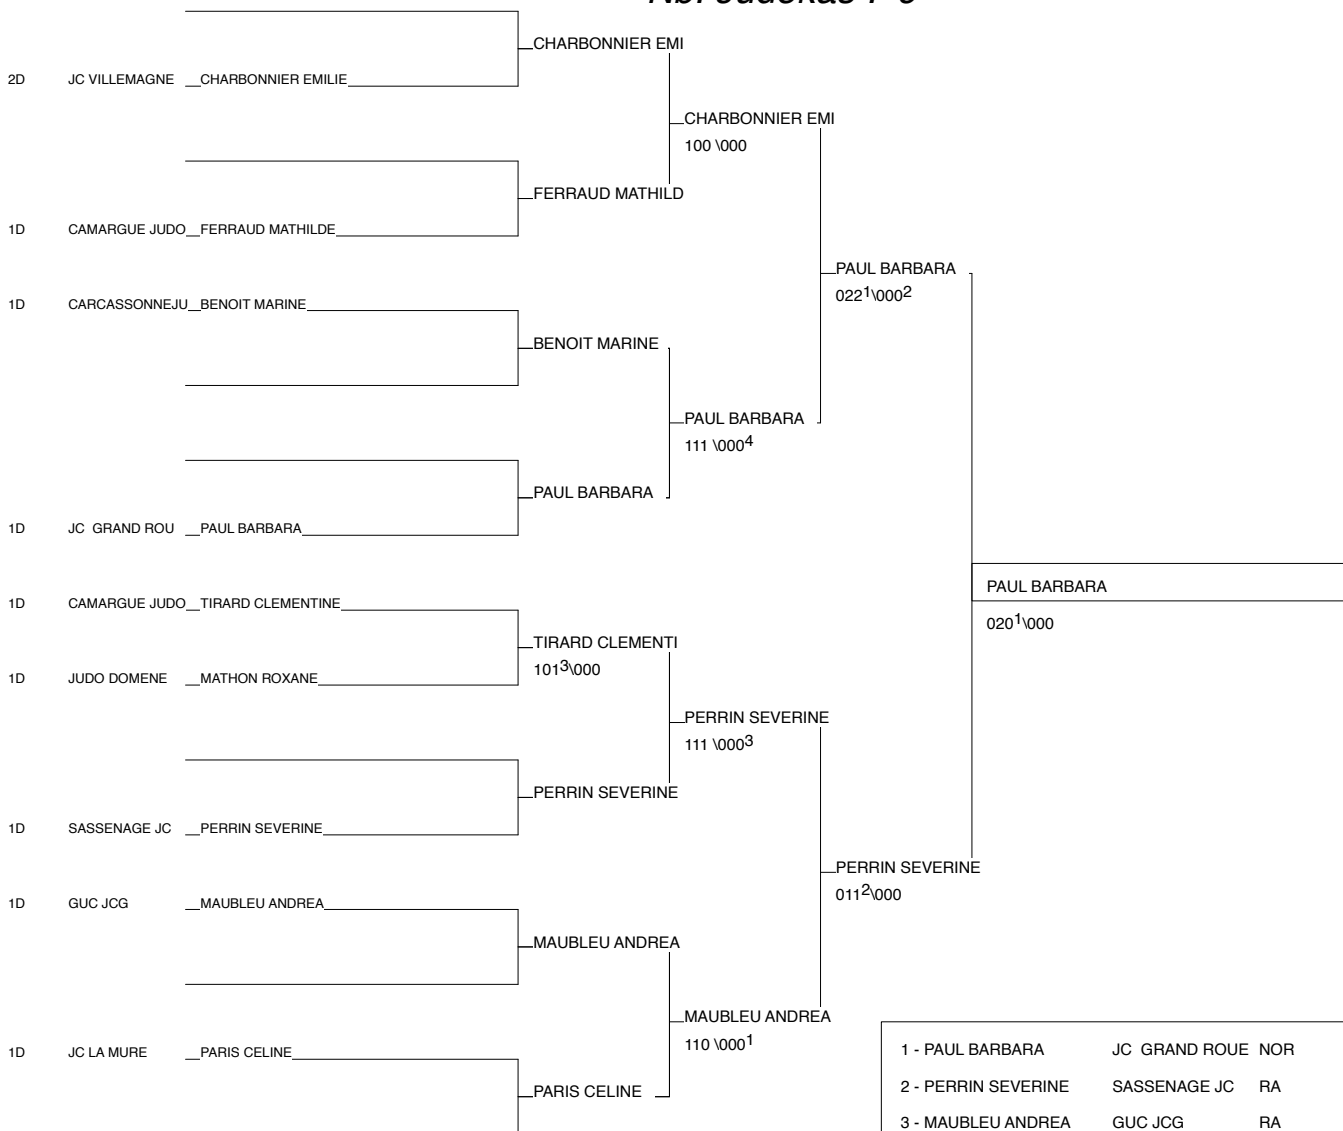 CHARBONNIER EMI
2D JC VILLEMAGNE CHARBONNIER EMILIE
CHARBONNIER EMI
100 \000
FERRAUD MATHILD
1D CAMARGUE JUDO FERRAUD MATHILDE
PAUL BARBARA
022¹\000²
1D CARCASSONNEJU BENOIT MARINE
BENOIT MARINE
PAUL BARBARA
111 \000⁴
PAUL BARBARA
1D JC GRAND ROU PAUL BARBARA
PAUL BARBARA
020¹\000
1D CAMARGUE JUDO TIRARD CLEMENTINE
TIRARD CLEMENTI
101³\000
1D JUDO DOMENE MATHON ROXANE
PERRIN SEVERINE
111 \000³
PERRIN SEVERINE
1D SASSENAGE JC PERRIN SEVERINE
PERRIN SEVERINE
011²\000
1D GUC JCG MAUBLEU ANDREA
MAUBLEU ANDREA
MAUBLEU ANDREA
110 \000¹
1D JC LA MURE PARIS CELINE
PARIS CELINE
1 - PAUL BARBARA JC GRAND ROUE NOR
2 - PERRIN SEVERINE SASSENAGE JC RA
3 - MAUBLEU ANDREA GUC JCG RA